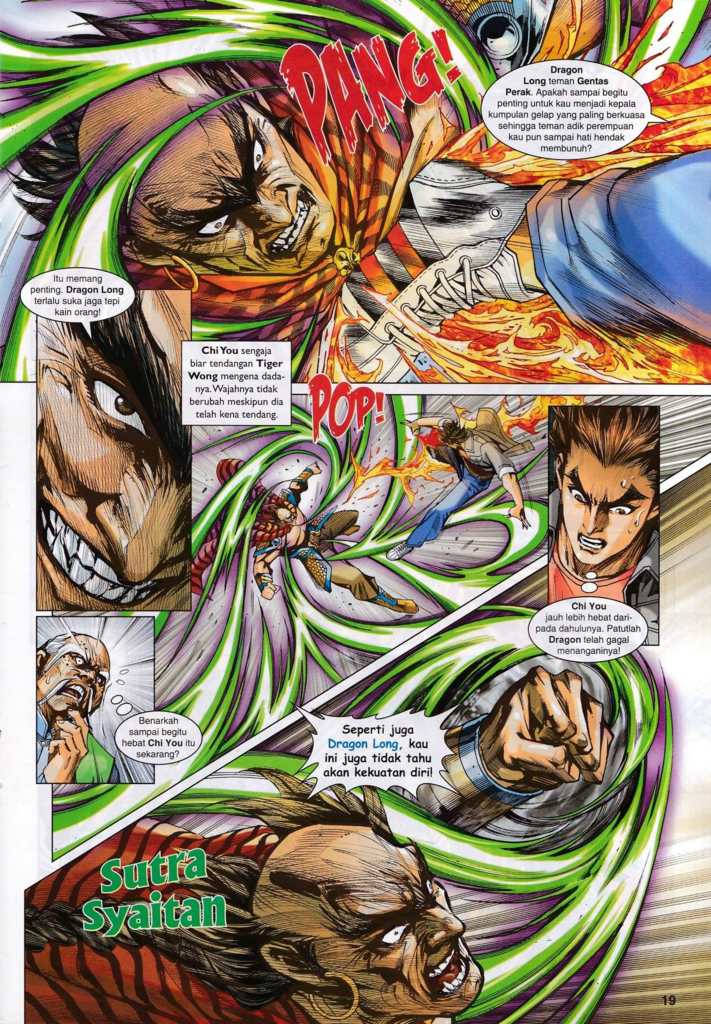 PANG!
Dragon
Long teman Gentas
Perak. Apakah sampai begitu
penting untuk kau menjadi kepala
kumpulan gelap yang paling berkuasa
sehingga teman adik perempuan
kau pun sampai hati hendak
membunuh?
Itu memang
penting. Dragon Long
terlalu suka jaga tepi
kain orang!
Chi You sengaja
biar tendangan Tiger
Wong mengena dada-
nya. Wajahnya tidak
berubah meskipun dia
telah kena tendang.
POP!
Chi You
jauh lebih hebat dari-
pada dahulunya. Patutlah
Dragon telah gagal
menanganinya!
Benarkah
sampai begitu
hebat Chi You itu
sekarang?
Seperti juga
Dragon Long, kau
ini juga tidak tahu
akan kekuatan diri!
Sutra
Syaitan
19